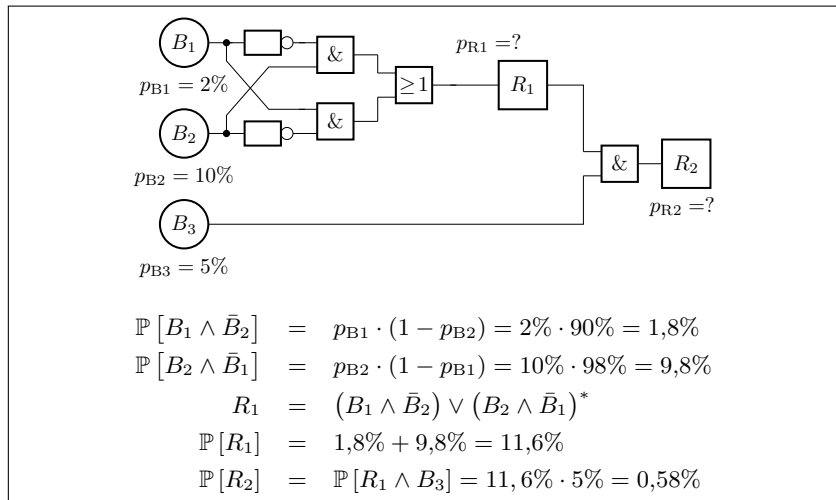 B₁
p_B1 = 2%
&
≥1
p_R1 =?
R₁
B₂
p_B2 = 10%
&
&
R₂
p_R2 =?
B₃
p_B3 = 5%
ℙ [B₁ ∧ B̄₂] = p_B1 · (1 − p_B2) = 2% · 90% = 1,8%
ℙ [B₂ ∧ B̄₁] = p_B2 · (1 − p_B1) = 10% · 98% = 9,8%
R₁ = (B₁ ∧ B̄₂) ∨ (B₂ ∧ B̄₁)*
ℙ [R₁] = 1,8% + 9,8% = 11,6%
ℙ [R₂] = ℙ [R₁ ∧ B₃] = 11, 6% · 5% = 0,58%